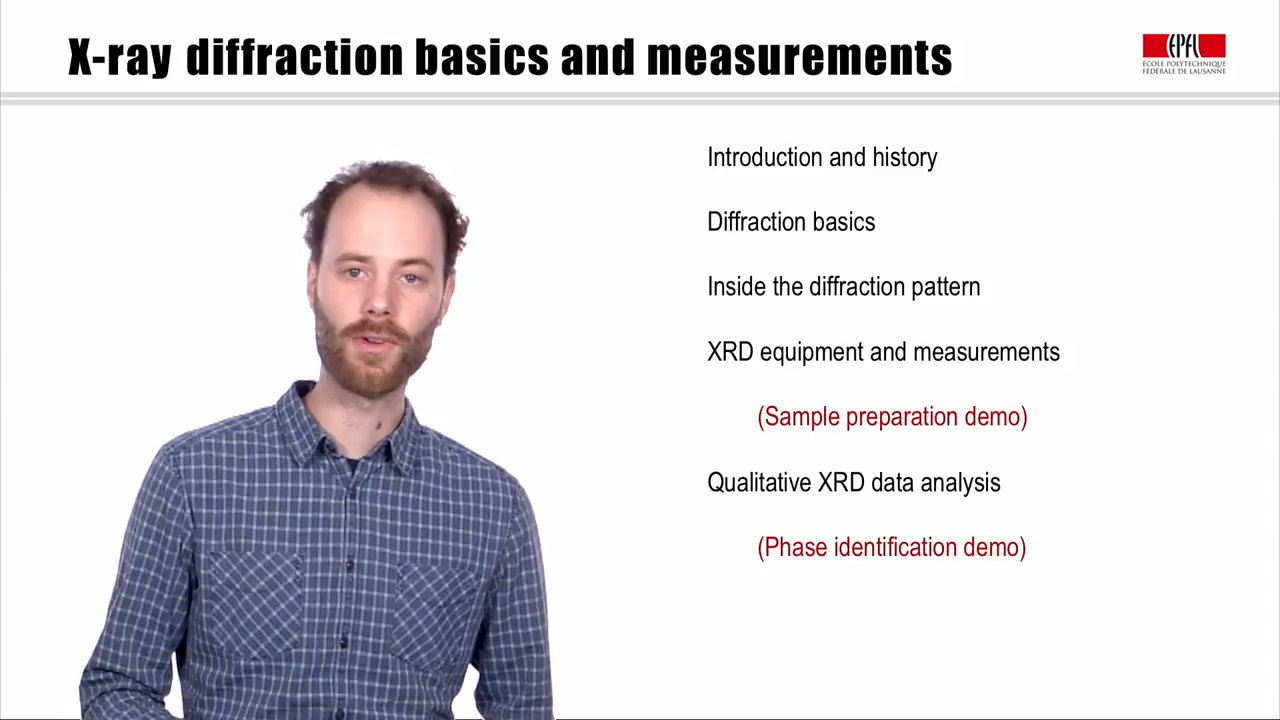 X-ray diffraction basics and measurements
EPFL
ÉCOLE POLYTECHNIQUE
FÉDÉRALE DE LAUSANNE
Introduction and history
Diffraction basics
Inside the diffraction pattern
XRD equipment and measurements
(Sample preparation demo)
Qualitative XRD data analysis
(Phase identification demo)